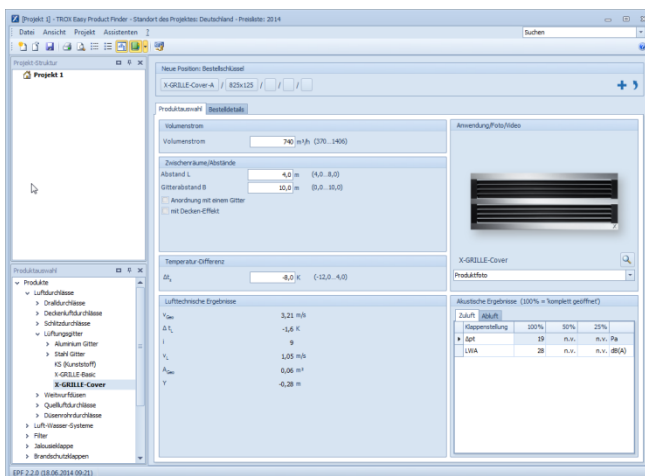 [Projekt 1] - TROX Easy Product Finder - Standort des Projektes: Deutschland - Preisliste: 2014
Datei Ansicht Projekt Assistenten ?
Suchen
Projekt-Struktur
Projekt 1
Neue Position: Bestellschlüssel
X-GRILLE-Cover-A / 825x125 / / /
Produktauswahl Bestelldetails
Volumenstrom
Volumenstrom 740 m³/h (370...1406)
Zwischenräume/Abstände
Abstand L 4,0 m (4,0...8,0)
Gitterabstand B 10,0 m (0,0...10,0)
Anordnung mit einem Gitter
mit Decken-Effekt
Temperatur-Differenz
Δtz -8,0 K (-12,0...4,0)
Lufttechnische Ergebnisse
vGeo 3,21 m/s
Δ tL -1,6 K
i 9
vL 1,05 m/s
AGeo 0,06 m²
Y -0,28 m
Anwendung/Foto/Video
X-GRILLE-Cover
Produktfoto
Akustische Ergebnisse (100% = 'komplett geöffnet')
Zuluft Abluft
Klappenstellung 100% 50% 25%
Δpt 19 n.v. n.v. Pa
LWA 28 n.v. n.v. dB(A)
Produktauswahl
Produkte
Luftdurchlässe
Dralldurchlässe
Deckenluftdurchlässe
Schlitzdurchlässe
Lüftungsgitter
Aluminium Gitter
Stahl Gitter
KS (Kunststoff)
X-GRILLE-Basic
X-GRILLE-Cover
Weitwurfdüsen
Quellluftdurchlässe
Düsenrohrdurchlässe
Luft-Wasser-Systeme
Filter
Jalousieklappe
Brandschutzklappen
EPF 2.2.0 (18.06.2014 09:21)